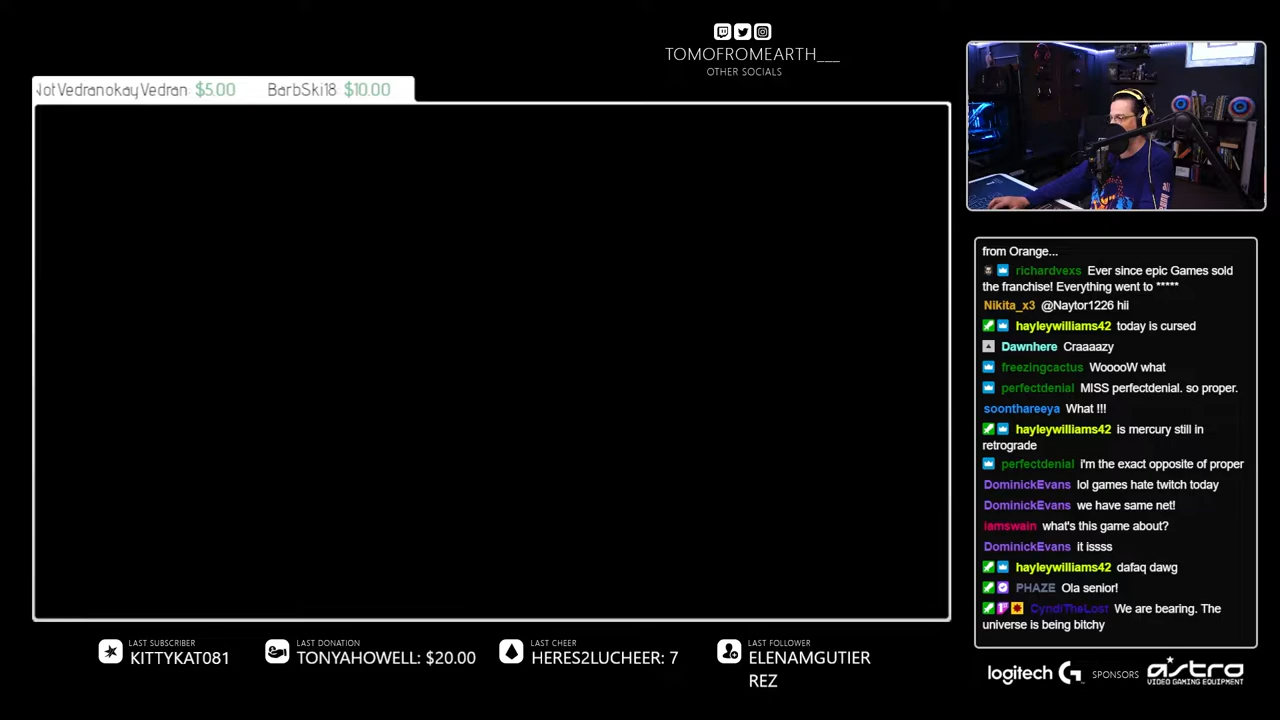 TOMOFROMEARTH___
OTHER SOCIALS
NotVedranokayVedran $5.00 BarbSki18 $10.00
from Orange...
richardvexs Ever since epic Games sold
the franchise! Everything went to *****
Nikita_x3 @Naytor1226 hii
hayleywilliams42 today is cursed
Dawnhere Craaaazy
freezingcactus WooooW what
perfectdenial MISS perfectdenial. so proper.
soonthareeya What !!!
hayleywilliams42 is mercury still in
retrograde
perfectdenial i'm the exact opposite of proper
DominickEvans lol games hate twitch today
DominickEvans we have same net!
iamswain what's this game about?
DominickEvans it issss
hayleywilliams42 dafaq dawg
PHAZE Ola senior!
CyndiTheLost We are bearing. The
universe is being bitchy
LAST SUBSCRIBER
KITTYKAT081
LAST DONATION
TONYAHOWELL: $20.00
LAST CHEER
HERES2LUCHEER: 7
LAST FOLLOWER
ELENAMGUTIER
REZ
logitech G SPONSORS ASTRO
VIDEO GAMING EQUIPMENT